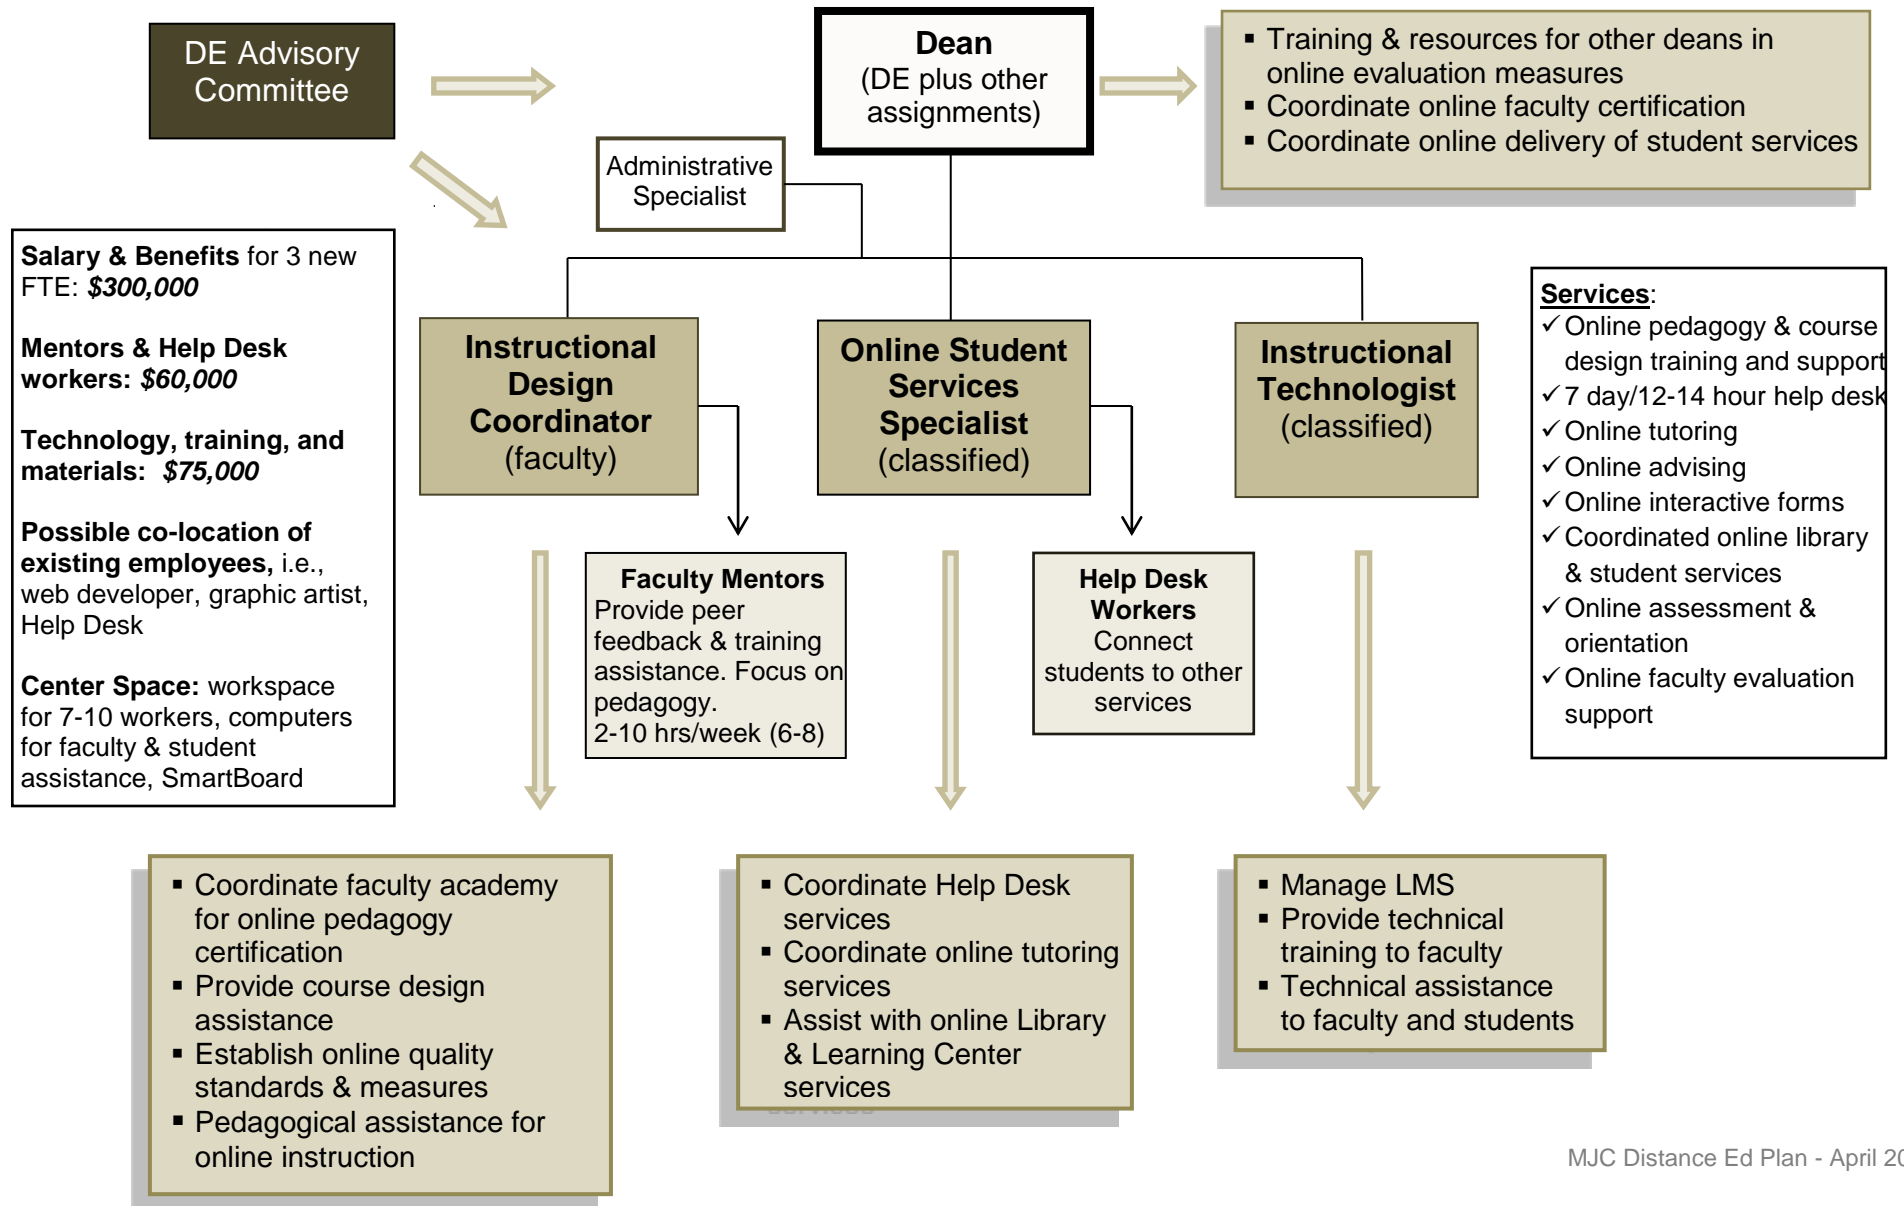 DE Advisory
Committee
Dean
(DE plus other
assignments)
▪ Training & resources for other deans in
online evaluation measures
▪ Coordinate online faculty certification
▪ Coordinate online delivery of student services
Administrative
Specialist
Salary & Benefits for 3 new
FTE: $300,000
Mentors & Help Desk
workers: $60,000
Technology, training, and
materials: $75,000
Possible co-location of
existing employees, i.e.,
web developer, graphic artist,
Help Desk
Center Space: workspace
for 7-10 workers, computers
for faculty & student
assistance, SmartBoard
Instructional
Design
Coordinator
(faculty)
Online Student
Services
Specialist
(classified)
Instructional
Technologist
(classified)
Services:
✓ Online pedagogy & course
design training and support
✓ 7 day/12-14 hour help desk
✓ Online tutoring
✓ Online advising
✓ Online interactive forms
✓ Coordinated online library
& student services
✓ Online assessment &
orientation
✓ Online faculty evaluation
support
Faculty Mentors
Provide peer
feedback & training
assistance. Focus on
pedagogy.
2-10 hrs/week (6-8)
Help Desk
Workers
Connect
students to other
services
▪ Coordinate faculty academy
for online pedagogy
certification
▪ Provide course design
assistance
▪ Establish online quality
standards & measures
▪ Pedagogical assistance for
online instruction
▪ Coordinate Help Desk
services
▪ Coordinate online tutoring
services
▪ Assist with online Library
& Learning Center
services
▪ Manage LMS
▪ Provide technical
training to faculty
▪ Technical assistance
to faculty and students
MJC Distance Ed Plan - April 20